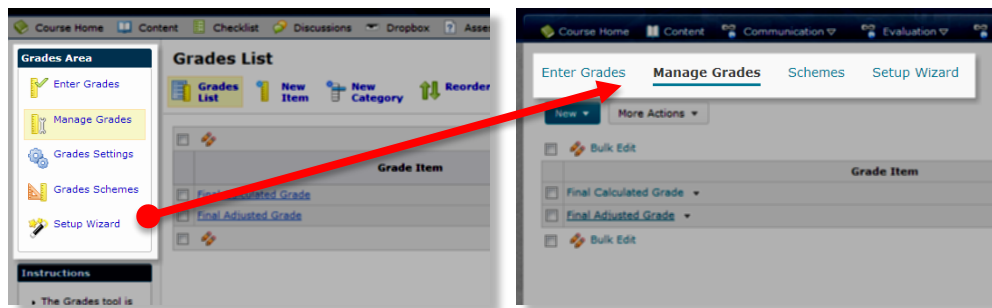 Course Home Content Checklist Discussions Dropbox
Grades Area
Enter Grades
Manage Grades
Grades Settings
Grades Schemes
Setup Wizard
Instructions
• The Grades tool is
Grades List
Grades List New Item New Category Reorder
Grade Item
Final Calculated Grade
Final Adjusted Grade
Course Home Content Communication Evaluation
Enter Grades Manage Grades Schemes Setup Wizard
New More Actions
Bulk Edit
Grade Item
Final Calculated Grade
Final Adjusted Grade
Bulk Edit